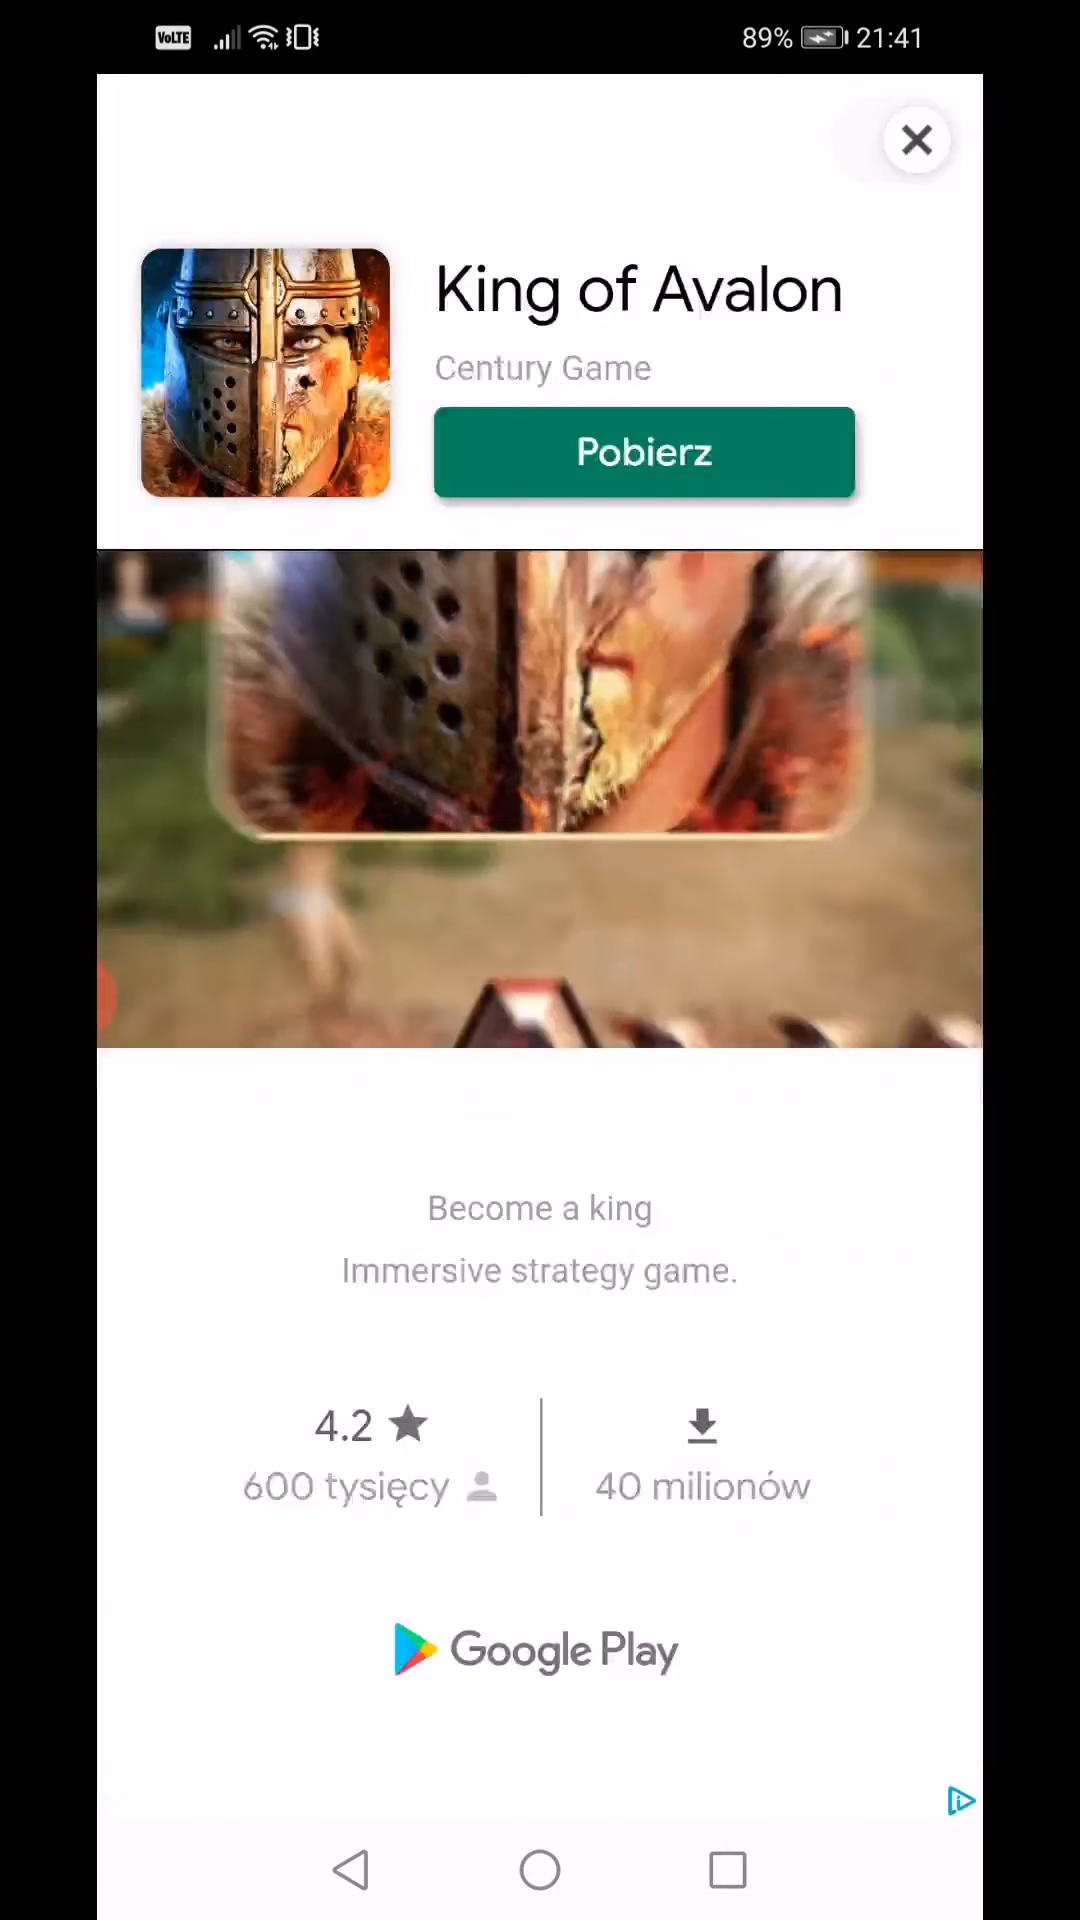 VoLTE
89% 21:41
King of Avalon
Century Game
Pobierz
Become a king
Immersive strategy game.
4.2
600 tysięcy
40 milionów
Google Play